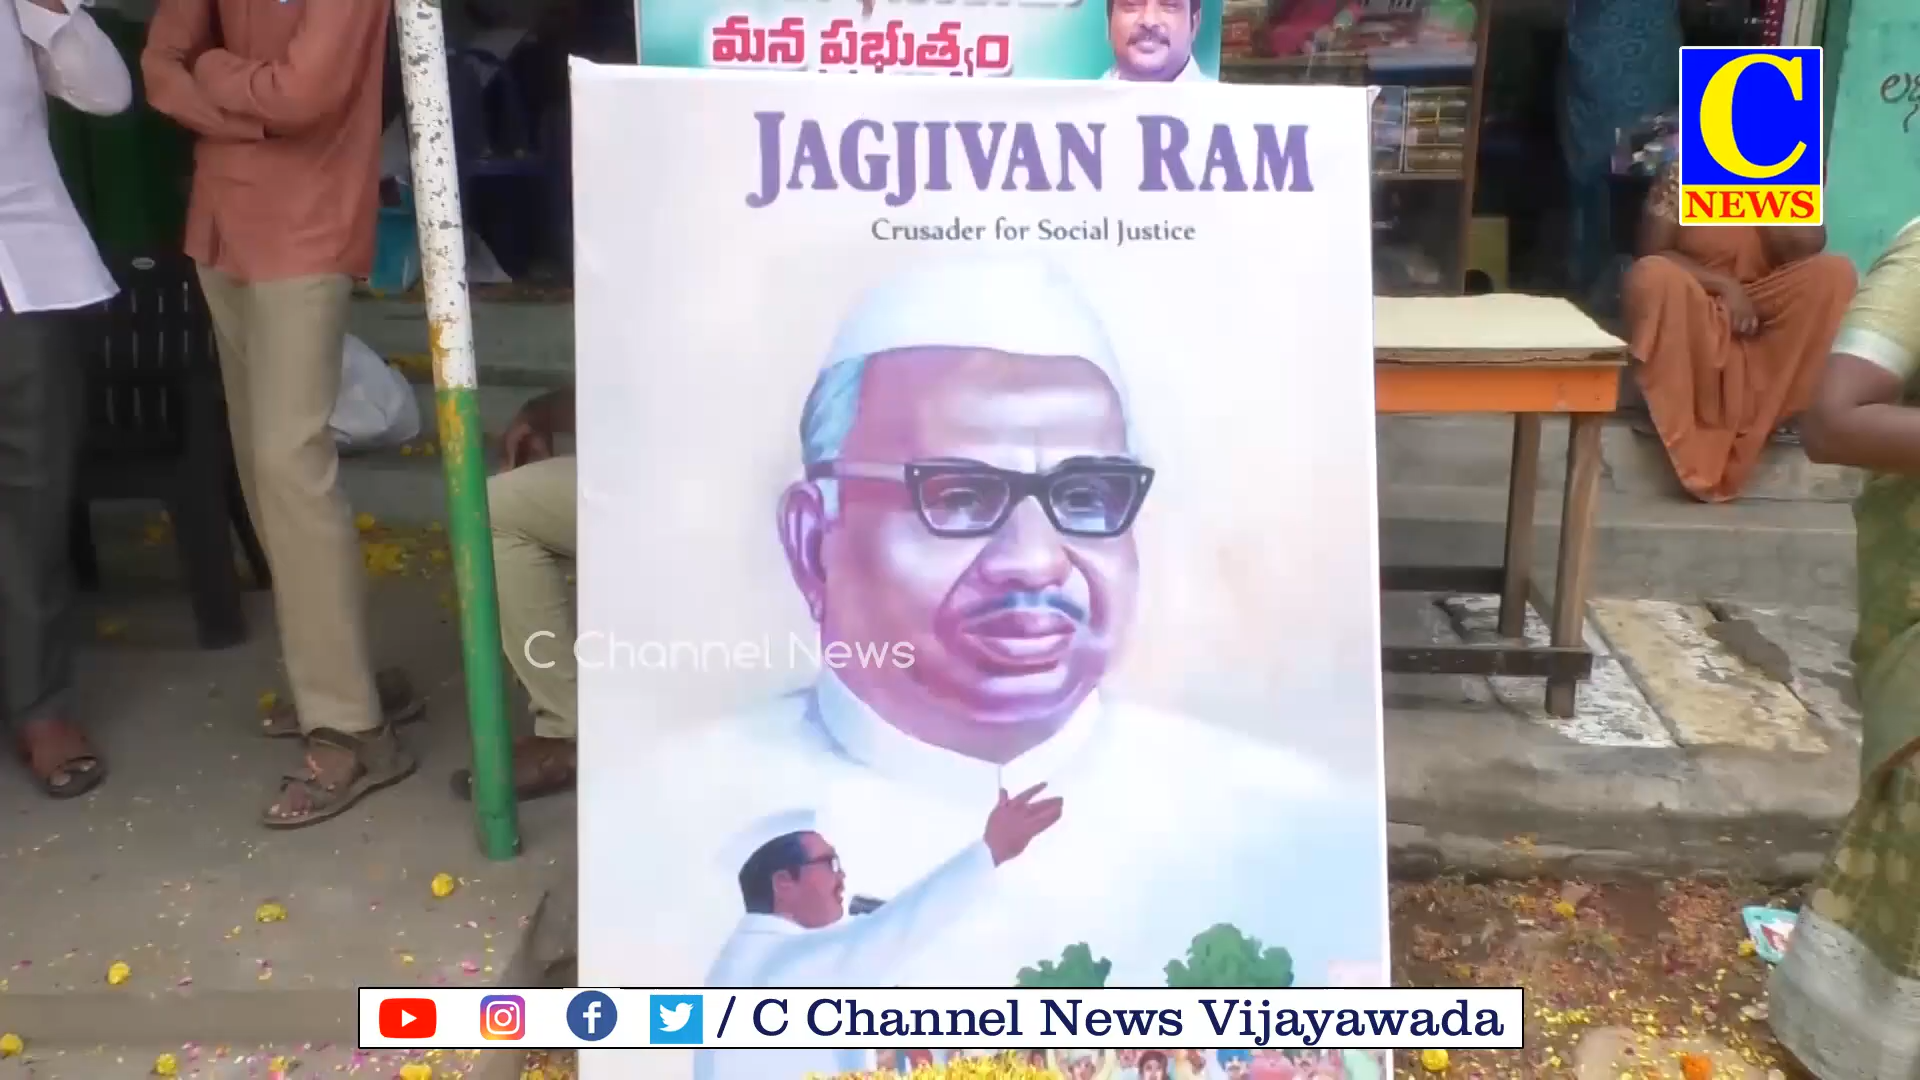 మన ప్రభుత్వం
JAGJIVAN RAM
Crusader for Social Justice
C
NEWS
C Channel News
/ C Channel News Vijayawada